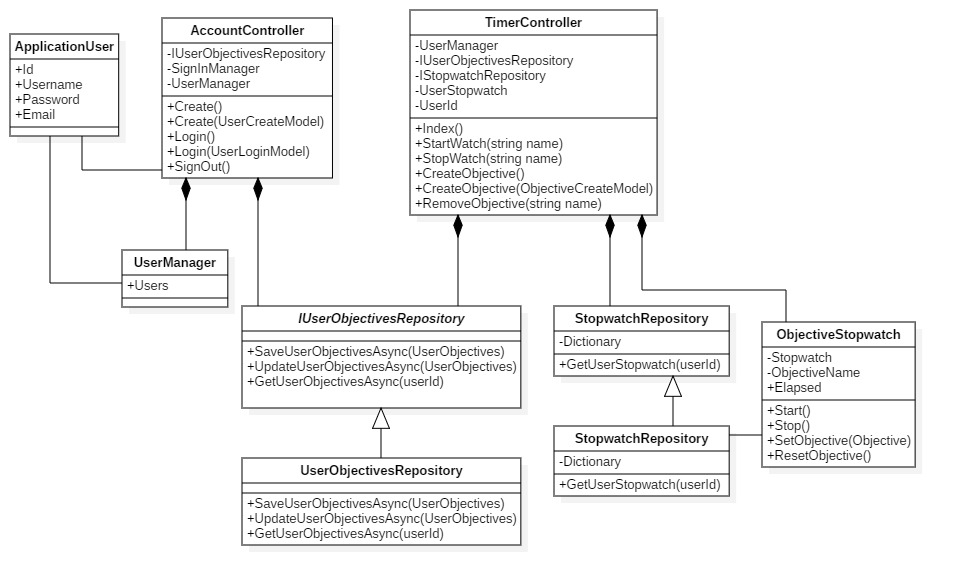 ApplicationUser
+Id
+Username
+Password
+Email
AccountController
-IUserObjectivesRepository
-SignInManager
-UserManager
+Create()
+Create(UserCreateModel)
+Login()
+Login(UserLoginModel)
+SignOut()
TimerController
-UserManager
-IUserObjectivesRepository
-IStopwatchRepository
-UserStopwatch
-UserId
+Index()
+StartWatch(string name)
+StopWatch(string name)
+CreateObjective()
+CreateObjective(ObjectiveCreateModel)
+RemoveObjective(string name)
UserManager
+Users
IUserObjectivesRepository
+SaveUserObjectivesAsync(UserObjectives)
+UpdateUserObjectivesAsync(UserObjectives)
+GetUserObjectivesAsync(userId)
StopwatchRepository
-Dictionary
+GetUserStopwatch(userId)
ObjectiveStopwatch
-Stopwatch
-ObjectiveName
+Elapsed
+Start()
+Stop()
+SetObjective(Objective)
+ResetObjective()
UserObjectivesRepository
+SaveUserObjectivesAsync(UserObjectives)
+UpdateUserObjectivesAsync(UserObjectives)
+GetUserObjectivesAsync(userId)
StopwatchRepository
-Dictionary
+GetUserStopwatch(userId)